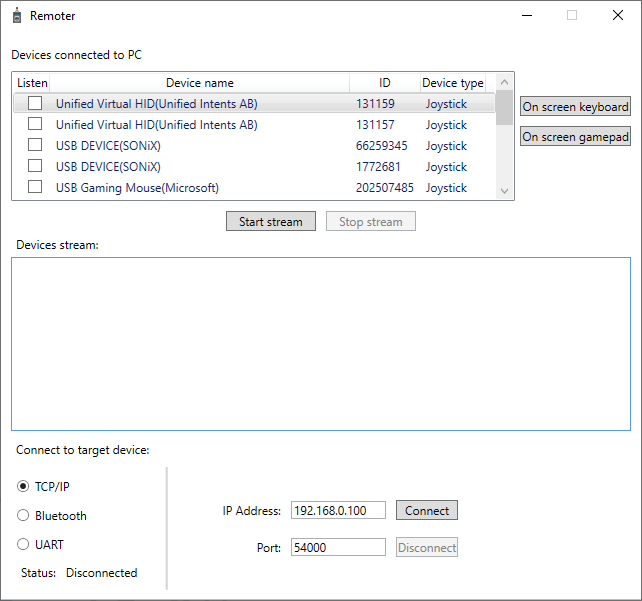 Remoter
Devices connected to PC
Listen Device name ID Device type
Unified Virtual HID(Unified Intents AB) 131159 Joystick
On screen keyboard
Unified Virtual HID(Unified Intents AB) 131157 Joystick
On screen gamepad
USB DEVICE(SONiX) 66259345 Joystick
USB DEVICE(SONiX) 1772681 Joystick
USB Gaming Mouse(Microsoft) 202507485 Joystick
Start stream Stop stream
Devices stream:
Connect to target device:
TCP/IP
Bluetooth
UART
Status: Disconnected
IP Address: 192.168.0.100 Connect
Port: 54000 Disconnect